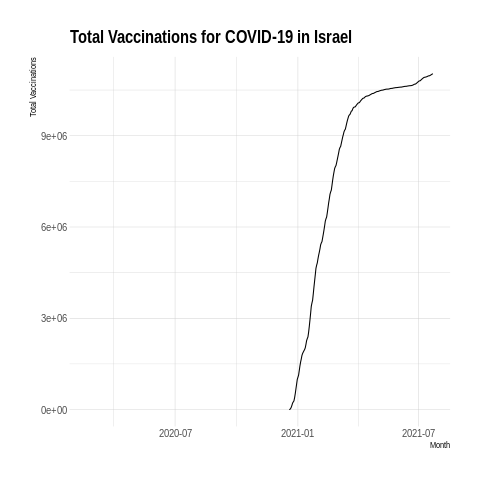 Total Vaccinations for COVID-19 in Israel
Total Vaccinations
9e+06
6e+06
3e+06
0e+00
2020-07
2021-01
2021-07
Month